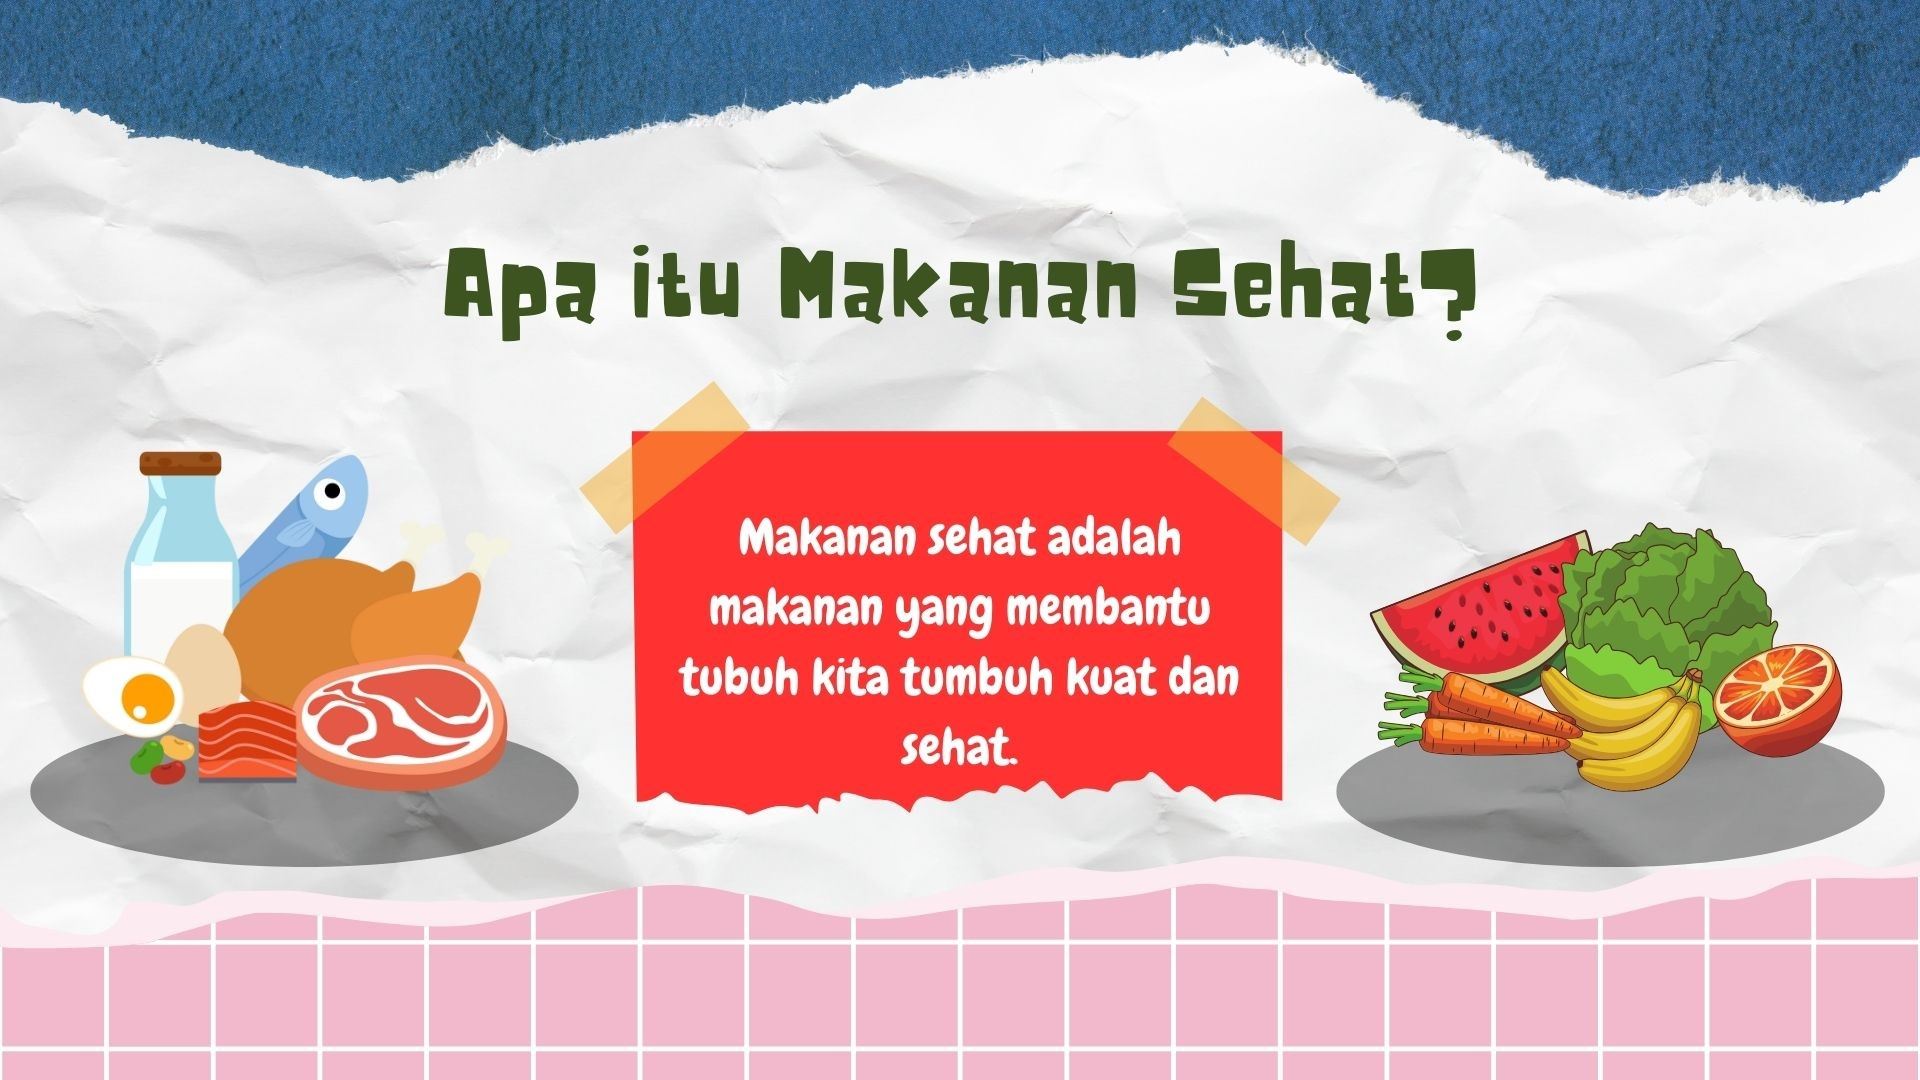 Apa itu Makanan Sehat?
Makanan sehat adalah
makanan yang membantu
tubuh kita tumbuh kuat dan
sehat.